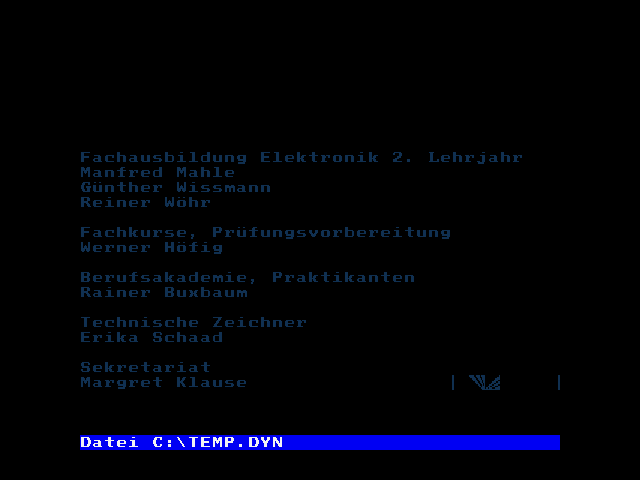 Fachausbildung Elektronik 2. Lehrjahr
Manfred Mahle
Günther Wissmann
Reiner Wöhr
Fachkurse, Prüfungsvorbereitung
Werner Höfig
Berufsakademie, Praktikanten
Rainer Buxbaum
Technische Zeichner
Erika Schaad
Sekretariat
Margret Klause
Datei C:\TEMP.DYN